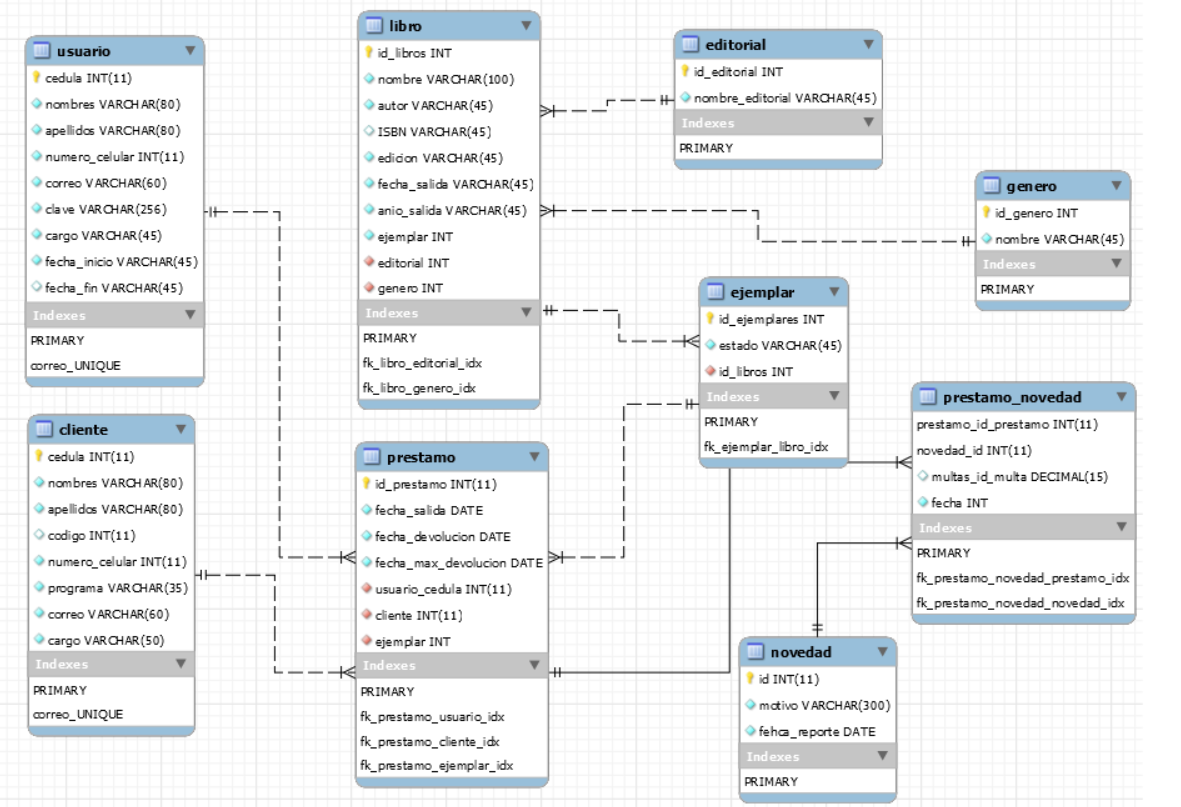 usuario
cedula INT(11)
nombres VARCHAR(80)
apellidos VARCHAR(80)
numero_celular INT(11)
correo VARCHAR(60)
clave VARCHAR(256)
cargo VARCHAR(45)
fecha_inicio VARCHAR(45)
fecha_fin VARCHAR(45)
Indexes
PRIMARY
correo_UNIQUE
libro
id_libros INT
nombre VARCHAR(100)
autor VARCHAR(45)
ISBN VARCHAR(45)
edicion VARCHAR(45)
fecha_salida VARCHAR(45)
anio_salida VARCHAR(45)
ejemplar INT
editorial INT
genero INT
Indexes
PRIMARY
fk_libro_editorial_idx
fk_libro_genero_idx
editorial
id_editorial INT
nombre_editorial VARCHAR(45)
Indexes
PRIMARY
genero
id_genero INT
nombre VARCHAR(45)
Indexes
PRIMARY
ejemplar
id_ejemplares INT
estado VARCHAR(45)
id_libros INT
Indexes
PRIMARY
fk_ejemplar_libro_idx
cliente
cedula INT(11)
nombres VARCHAR(80)
apellidos VARCHAR(80)
codigo INT(11)
numero_celular INT(11)
programa VARCHAR(35)
correo VARCHAR(60)
cargo VARCHAR(50)
Indexes
PRIMARY
correo_UNIQUE
prestamo
id_prestamo INT(11)
fecha_salida DATE
fecha_devolucion DATE
fecha_max_devolucion DATE
usuario_cedula INT(11)
cliente INT(11)
ejemplar INT
Indexes
PRIMARY
fk_prestamo_usuario_idx
fk_prestamo_cliente_idx
fk_prestamo_ejemplar_idx
prestamo_novedad
prestamo_id_prestamo INT(11)
novedad_id INT(11)
multas_id_multa DECIMAL(15)
fecha INT
Indexes
PRIMARY
fk_prestamo_novedad_prestamo_idx
fk_prestamo_novedad_novedad_idx
novedad
id INT(11)
motivo VARCHAR(300)
fehca_reporte DATE
Indexes
PRIMARY